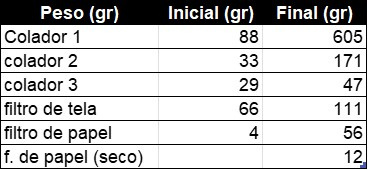 Peso (gr) Inicial (gr) Final (gr)
Colador 1 88 605
colador 2 33 171
colador 3 29 47
filtro de tela 66 111
filtro de papel 4 56
f. de papel (seco) 12